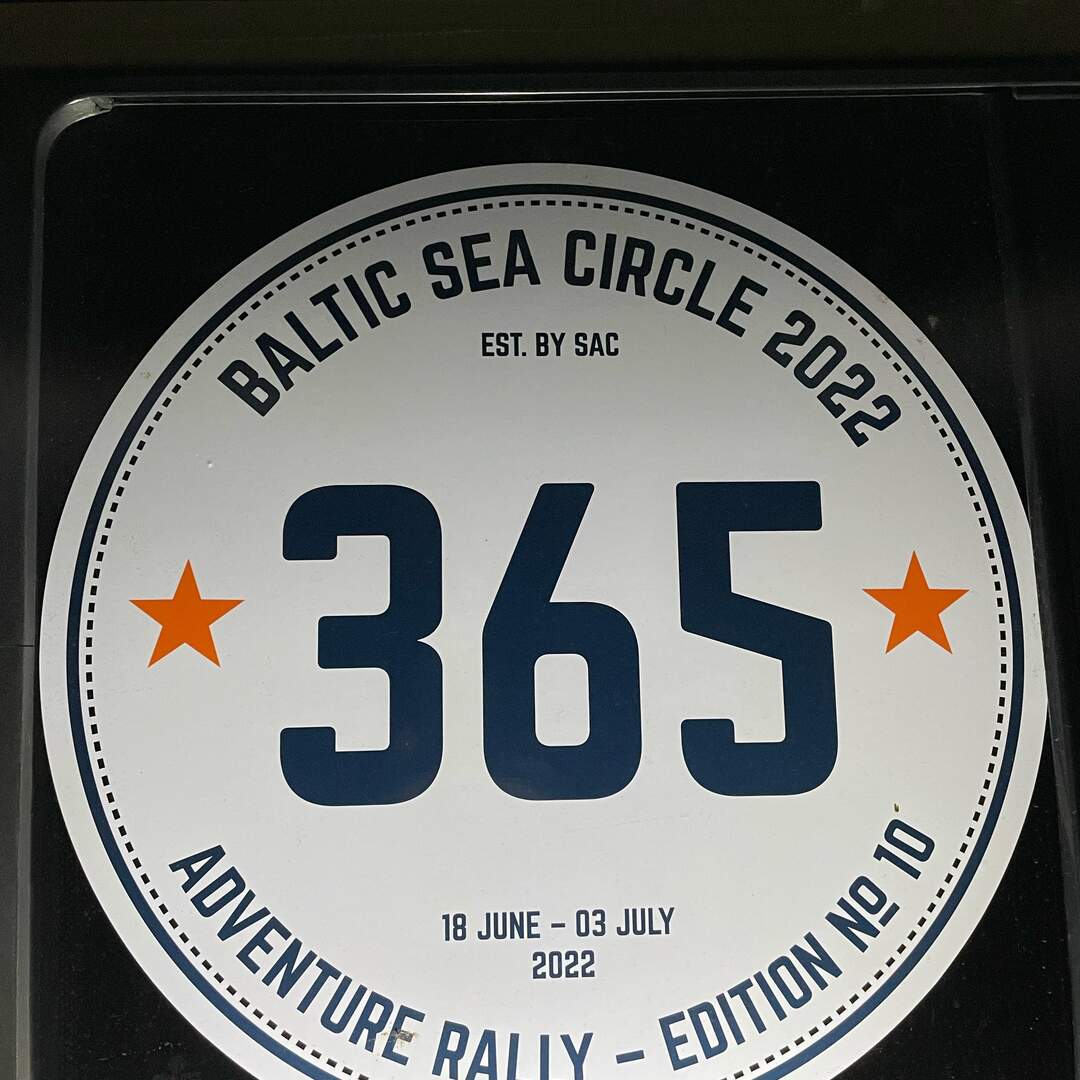 BALTIC SEA CIRCLE 2022
EST. BY SAC
365
18 JUNE – 03 JULY
2022
ADVENTURE RALLY – EDITION Nº 10